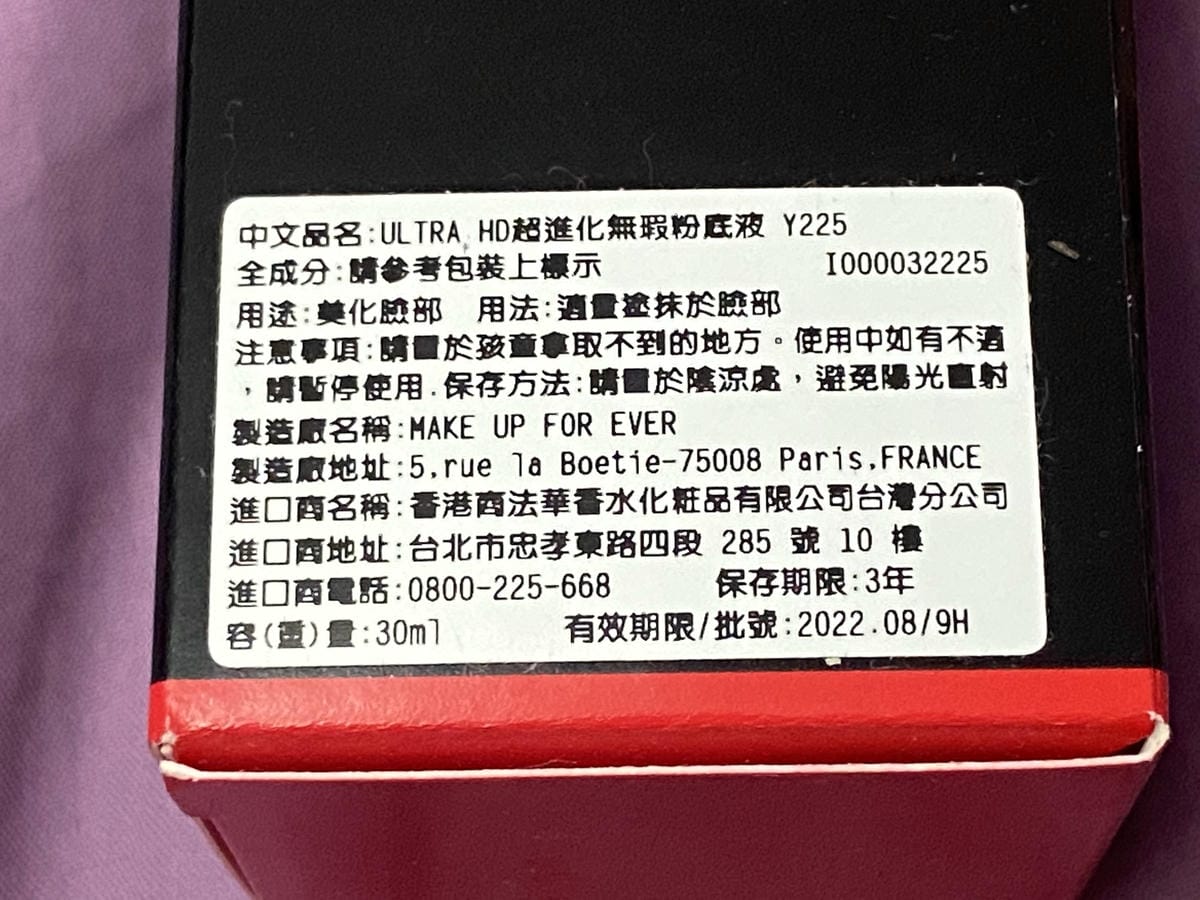 中文品名:ULTRA HD超進化無瑕粉底液 Y225
全成分:請參考包裝上標示 I000032225
用途:美化臉部 用法:適量塗抹於臉部
注意事項:請置於孩童拿取不到的地方。使用中如有不適
，請暫停使用.保存方法:請置於陰涼處，避免陽光直射
製造廠名稱:MAKE UP FOR EVER
製造廠地址:5,rue la Boetie-75008 Paris,FRANCE
進口商名稱:香港商法華香水化粧品有限公司台灣分公司
進口商地址:台北市忠孝東路四段 285 號 10 樓
進口商電話:0800-225-668 保存期限:3年
容(重)量:30ml 有效期限/批號:2022.08/9H